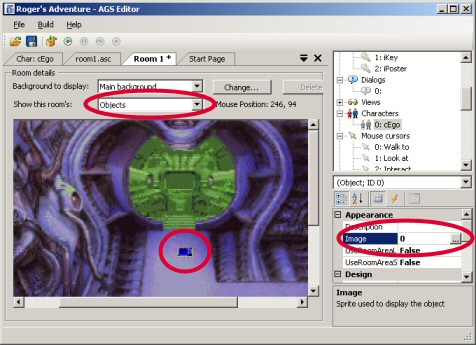 Roger's Adventure - AGS Editor
File Build Help
Char: cEgo room1.asc Room 1 * Start Page
Room details
Background to display: Main background Change... Delete
Show this room's: Objects Mouse Position: 246, 94
1: iKey
2: iPoster
Dialogs
0:
Views
Characters
0: cEgo
Mouse cursors
0: Walk to
1: Look at
2: Interact
(Object; ID 0)
Appearance
Description
Image 0 ...
UseRoomAreaL False
UseRoomAreaS False
Design
Image
Sprite used to display the object